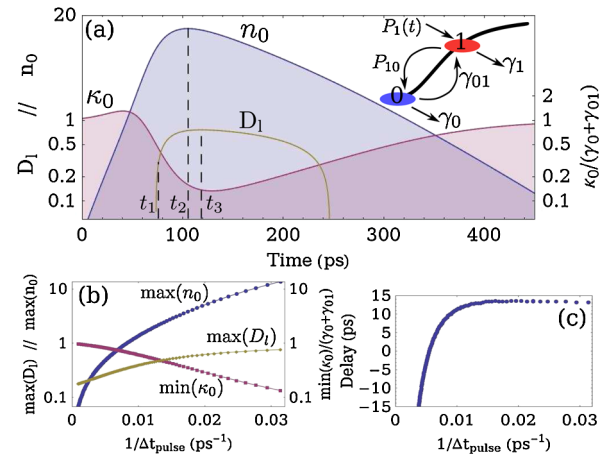 20
(a)
n₀
P₁(t)
1
P₁₀
γ₁
γ₀₁
0
γ₀
κ₀
D_l
D_l // n₀
1
0.5
0.2
0.1
2
1
0.5
0.2
0.1
κ₀/(γ₀+γ₀₁)
t₁
t₂
t₃
0
100
200
300
400
Time (ps)
(b)
max(D_l) // max(n₀)
10
1
0.1
max(n₀)
max(D_l)
min(κ₀)
10
1
0.1
min(κ₀)/(γ₀+γ₀₁)
0
0.01
0.02
0.03
1/Δt_pulse (ps⁻¹)
(c)
Delay (ps)
15
10
5
0
−5
−10
−15
0
0.01
0.02
0.03
1/Δt_pulse (ps⁻¹)